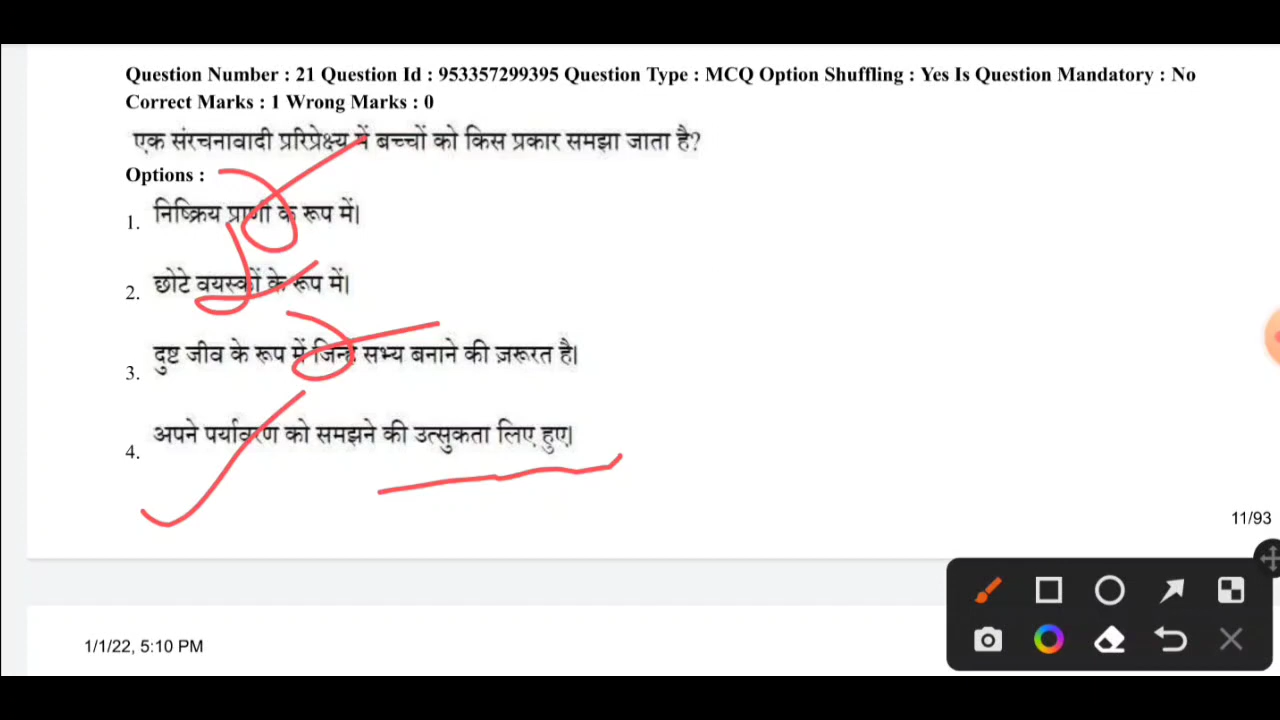 Question Number : 21 Question Id : 953357299395 Question Type : MCQ Option Shuffling : Yes Is Question Mandatory : No
Correct Marks : 1 Wrong Marks : 0
एक संरचनावादी प्ररिप्रेक्ष्य में बच्चों को किस प्रकार समझा जाता है?
Options :
1. निष्क्रिय प्राणी के रूप में।
2. छोटे वयस्कों के रूप में।
3. दुष्ट जीव के रूप में जिन्हें सभ्य बनाने की ज़रूरत है।
4. अपने पर्यावरण को समझने की उत्सुकता लिए हुए।
11/93
1/1/22, 5:10 PM